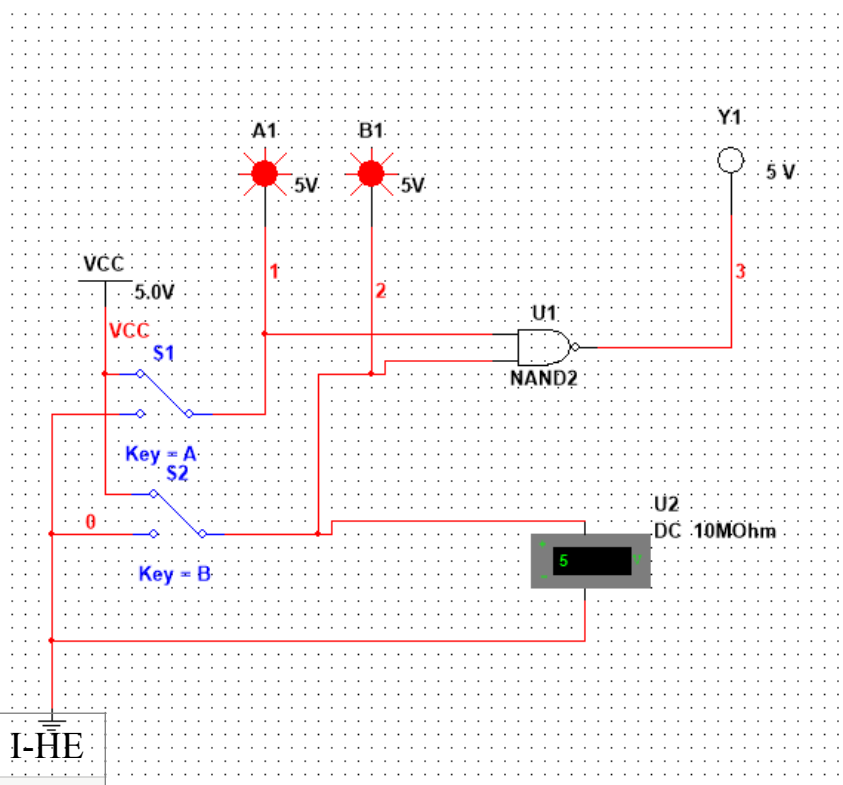 A1
B1
Y1
5V
5V
5 V
1
2
3
VCC
5.0V
VCC
S1
U1
NAND2
Key = A
S2
0
Key = B
U2
DC 10MOhm
+
5
V
-
I-HE